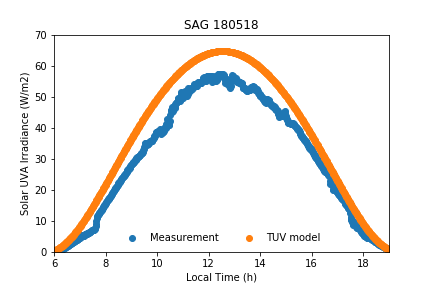 SAG 180518
70
60
50
40
30
20
10
0
Solar UVA Irradiance (W/m2)
Measurement TUV model
6 8 10 12 14 16 18
Local Time (h)